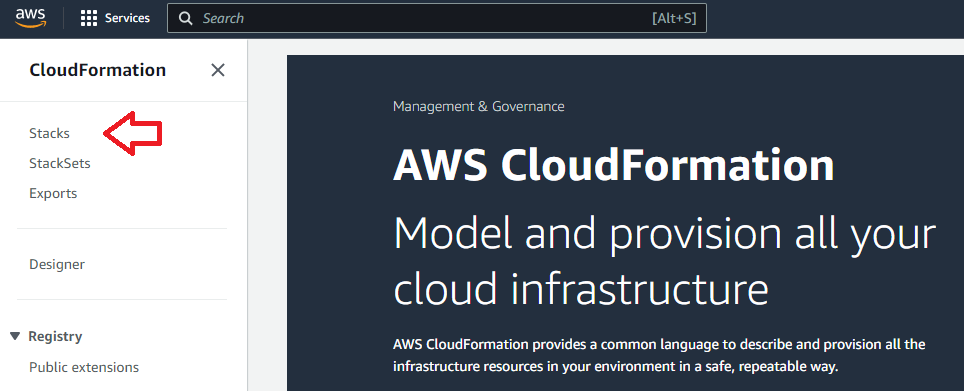 aws
Services
Search
[Alt+S]
CloudFormation
Stacks
StackSets
Exports
Designer
Registry
Public extensions
Management & Governance
AWS CloudFormation
Model and provision all your
cloud infrastructure
AWS CloudFormation provides a common language to describe and provision all the
infrastructure resources in your environment in a safe, repeatable way.